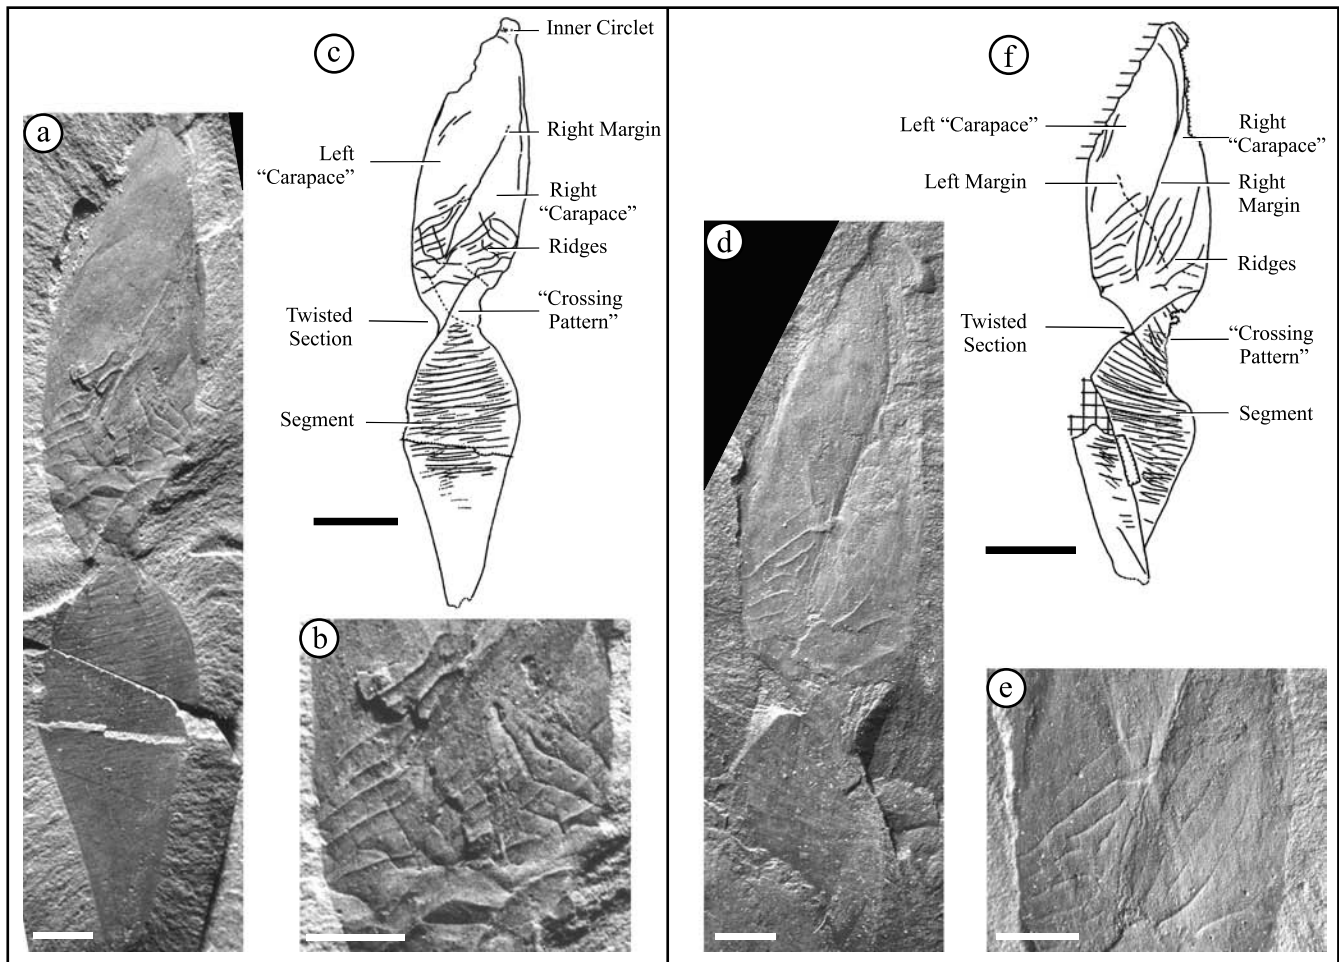 a
c
Inner Circlet
Right Margin
Left
“Carapace”
Right
“Carapace”
Ridges
“Crossing
Pattern”
Twisted
Section
Segment
b
f
Left “Carapace”
Right
“Carapace”
Left Margin
Right
Margin
Ridges
Twisted
Section
“Crossing
Pattern”
Segment
d
e